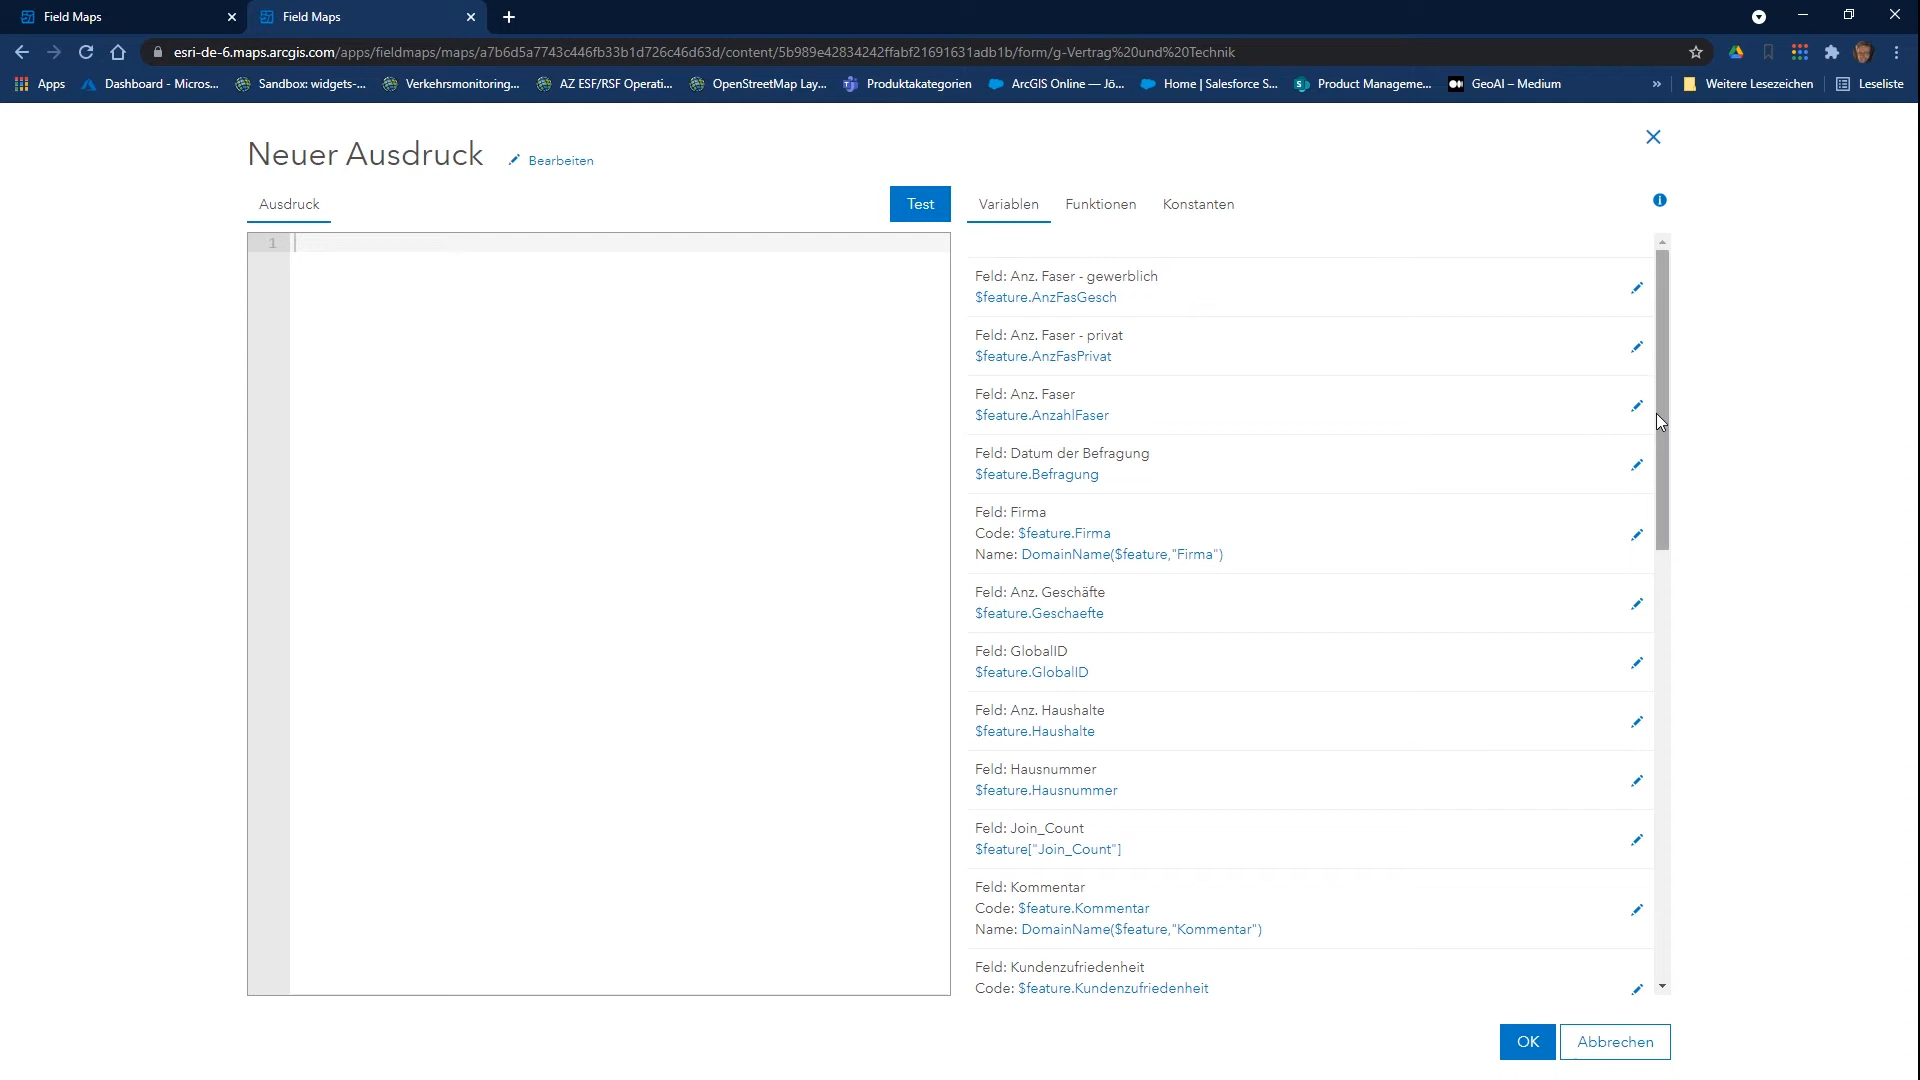 Field Maps
Field Maps
esri-de-6.maps.arcgis.com/apps/fieldmaps/maps/a7b6d5a7743c446fb33b1d726c46d63d/content/5b989e42834242ffabf21691631adb1b/form/g-Vertrag%20und%20Technik
Apps Dashboard - Micros... Sandbox: widgets-... Verkehrsmonitoring... AZ ESF/RSF Operati... OpenStreetMap Lay... Produktakategorien ArcGIS Online — Jö... Home | Salesforce S... Product Manageme... GeoAI – Medium » Weitere Lesezeichen Leseliste
Neuer Ausdruck Bearbeiten
Ausdruck Test Variablen Funktionen Konstanten
1
Feld: Anz. Faser - gewerblich
$feature.AnzFasGesch
Feld: Anz. Faser - privat
$feature.AnzFasPrivat
Feld: Anz. Faser
$feature.AnzahlFaser
Feld: Datum der Befragung
$feature.Befragung
Feld: Firma
Code: $feature.Firma
Name: DomainName($feature,"Firma")
Feld: Anz. Geschäfte
$feature.Geschaefte
Feld: GlobalID
$feature.GlobalID
Feld: Anz. Haushalte
$feature.Haushalte
Feld: Hausnummer
$feature.Hausnummer
Feld: Join_Count
$feature["Join_Count"]
Feld: Kommentar
Code: $feature.Kommentar
Name: DomainName($feature,"Kommentar")
Feld: Kundenzufriedenheit
Code: $feature.Kundenzufriedenheit
OK Abbrechen